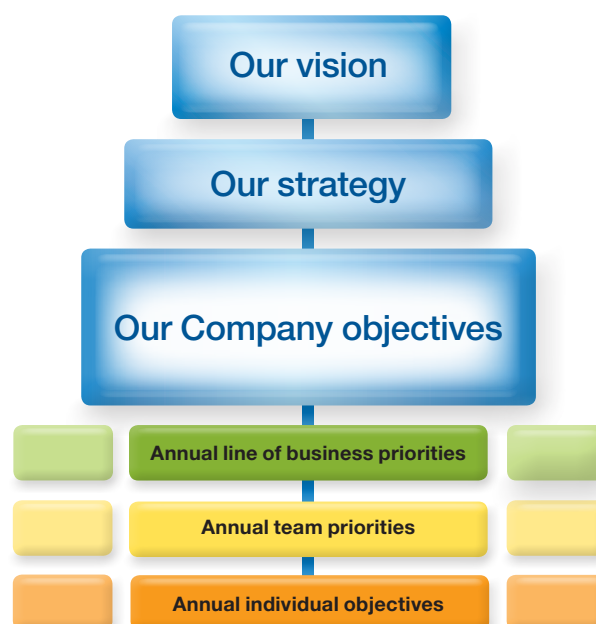 Our vision
Our strategy
Our Company objectives
Annual line of business priorities
Annual team priorities
Annual individual objectives